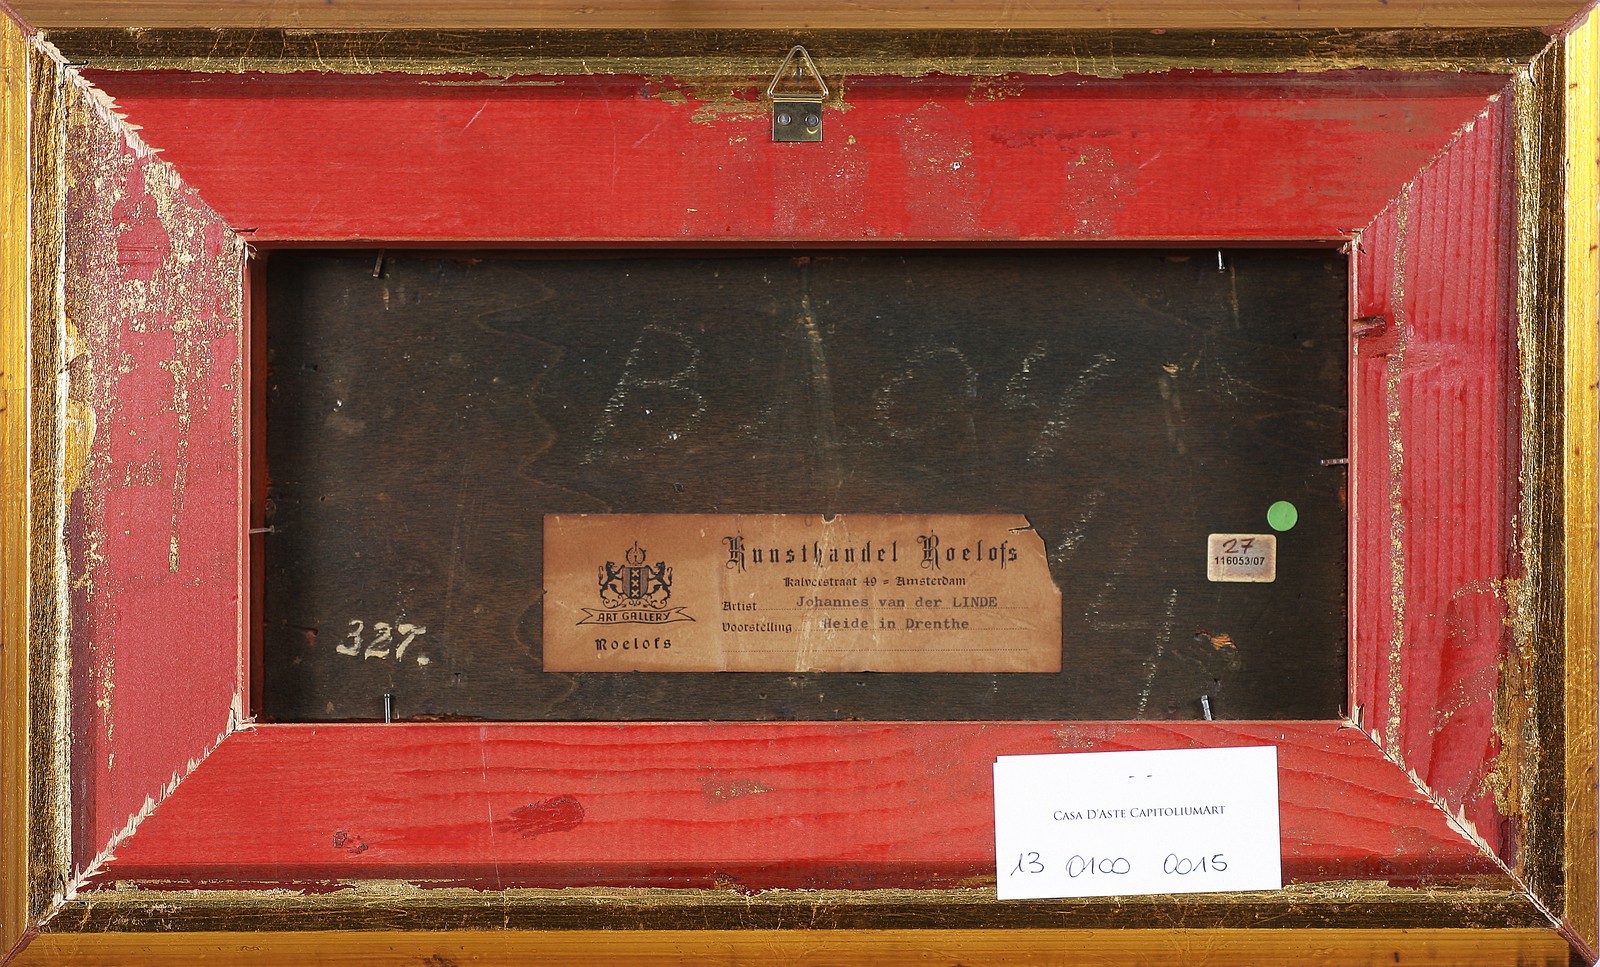 Kunsthandel Roelofs
Kalverstraat 49 = Amsterdam
Artist Johannes van der LINDE
Voorstelling Heide in Drenthe
ART GALLERY
Roelofs
27
116053/07
327.
- -
CASA D'ASTE CAPITOLIUMART
13 0100 0015